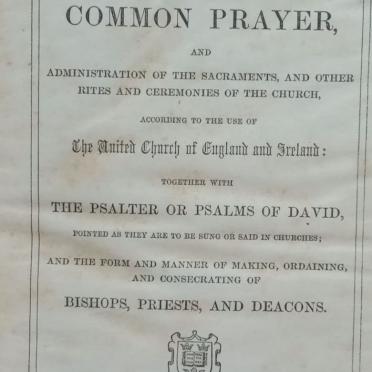 COMMON PRAYER,
AND
ADMINISTRATION OF THE SACRAMENTS, AND OTHER
RITES AND CEREMONIES OF THE CHURCH,
ACCORDING TO THE USE OF
The United Church of England and Ireland:
TOGETHER WITH
THE PSALTER OR PSALMS OF DAVID,
POINTED AS THEY ARE TO BE SUNG OR SAID IN CHURCHES;
AND THE FORM AND MANNER OF MAKING, ORDAINING,
AND CONSECRATING OF
BISHOPS, PRIESTS, AND DEACONS.